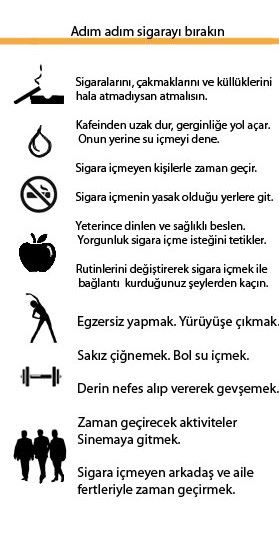 Adım adım sigarayı bırakın
Sigaralarını, çakmaklarını ve küllüklerini
hala atmadıysan atmalısın.
Kafeinden uzak dur, gerginliğe yol açar.
Onun yerine su içmeyi dene.
Sigara içmeyen kişilerle zaman geçir.
Sigara içmenin yasak olduğu yerlere git.
Yeterince dinlen ve sağlıklı beslen.
Yorgunluk sigara içme isteğini tetikler.
Rutinlerini değiştirerek sigara içmek ile
bağlantı kurduğunuz şeylerden kaçın.
Egzersiz yapmak. Yürüyüşe çıkmak.
Sakız çiğnemek. Bol su içmek.
Derin nefes alıp vererek gevşemek.
Zaman geçirecek aktiviteler
Sinemaya gitmek.
Sigara içmeyen arkadaş ve aile
fertleriyle zaman geçirmek.